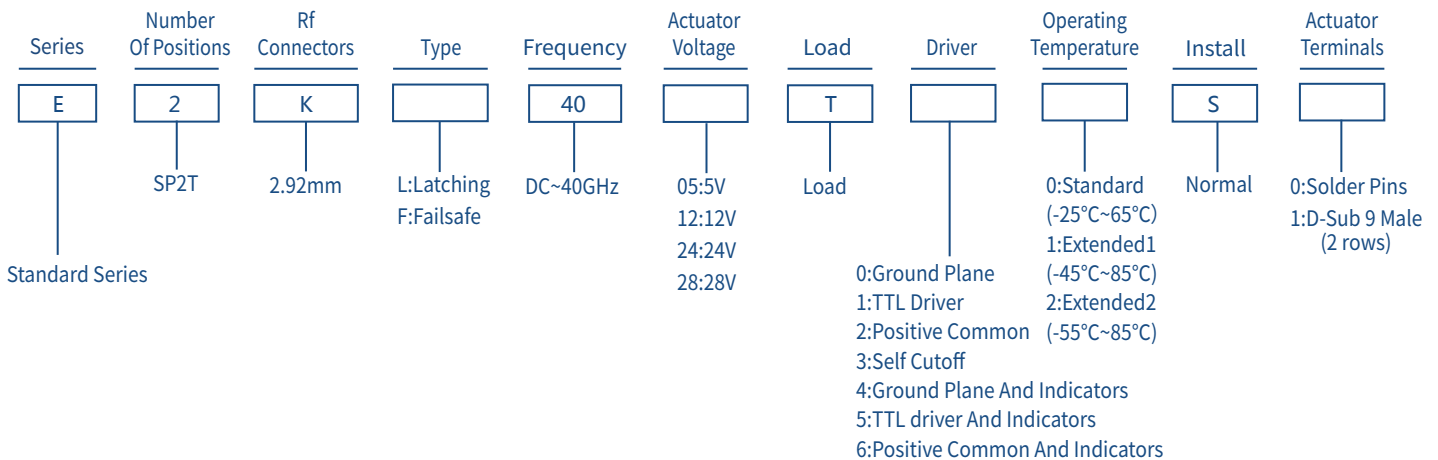 Series
Number
Of Positions
Rf
Connectors
Type
Frequency
Actuator
Voltage
Load
Driver
Operating
Temperature
Install
Actuator
Terminals
E
2
K
40
T
S
SP2T
2.92mm
L:Latching
F:Failsafe
DC~40GHz
05:5V
12:12V
24:24V
28:28V
Load
0:Standard
(-25°C~65°C)
1:Extended1
(-45°C~85°C)
2:Extended2
(-55°C~85°C)
Normal
0:Solder Pins
1:D-Sub 9 Male
(2 rows)
Standard Series
0:Ground Plane
1:TTL Driver
2:Positive Common
3:Self Cutoff
4:Ground Plane And Indicators
5:TTL driver And Indicators
6:Positive Common And Indicators